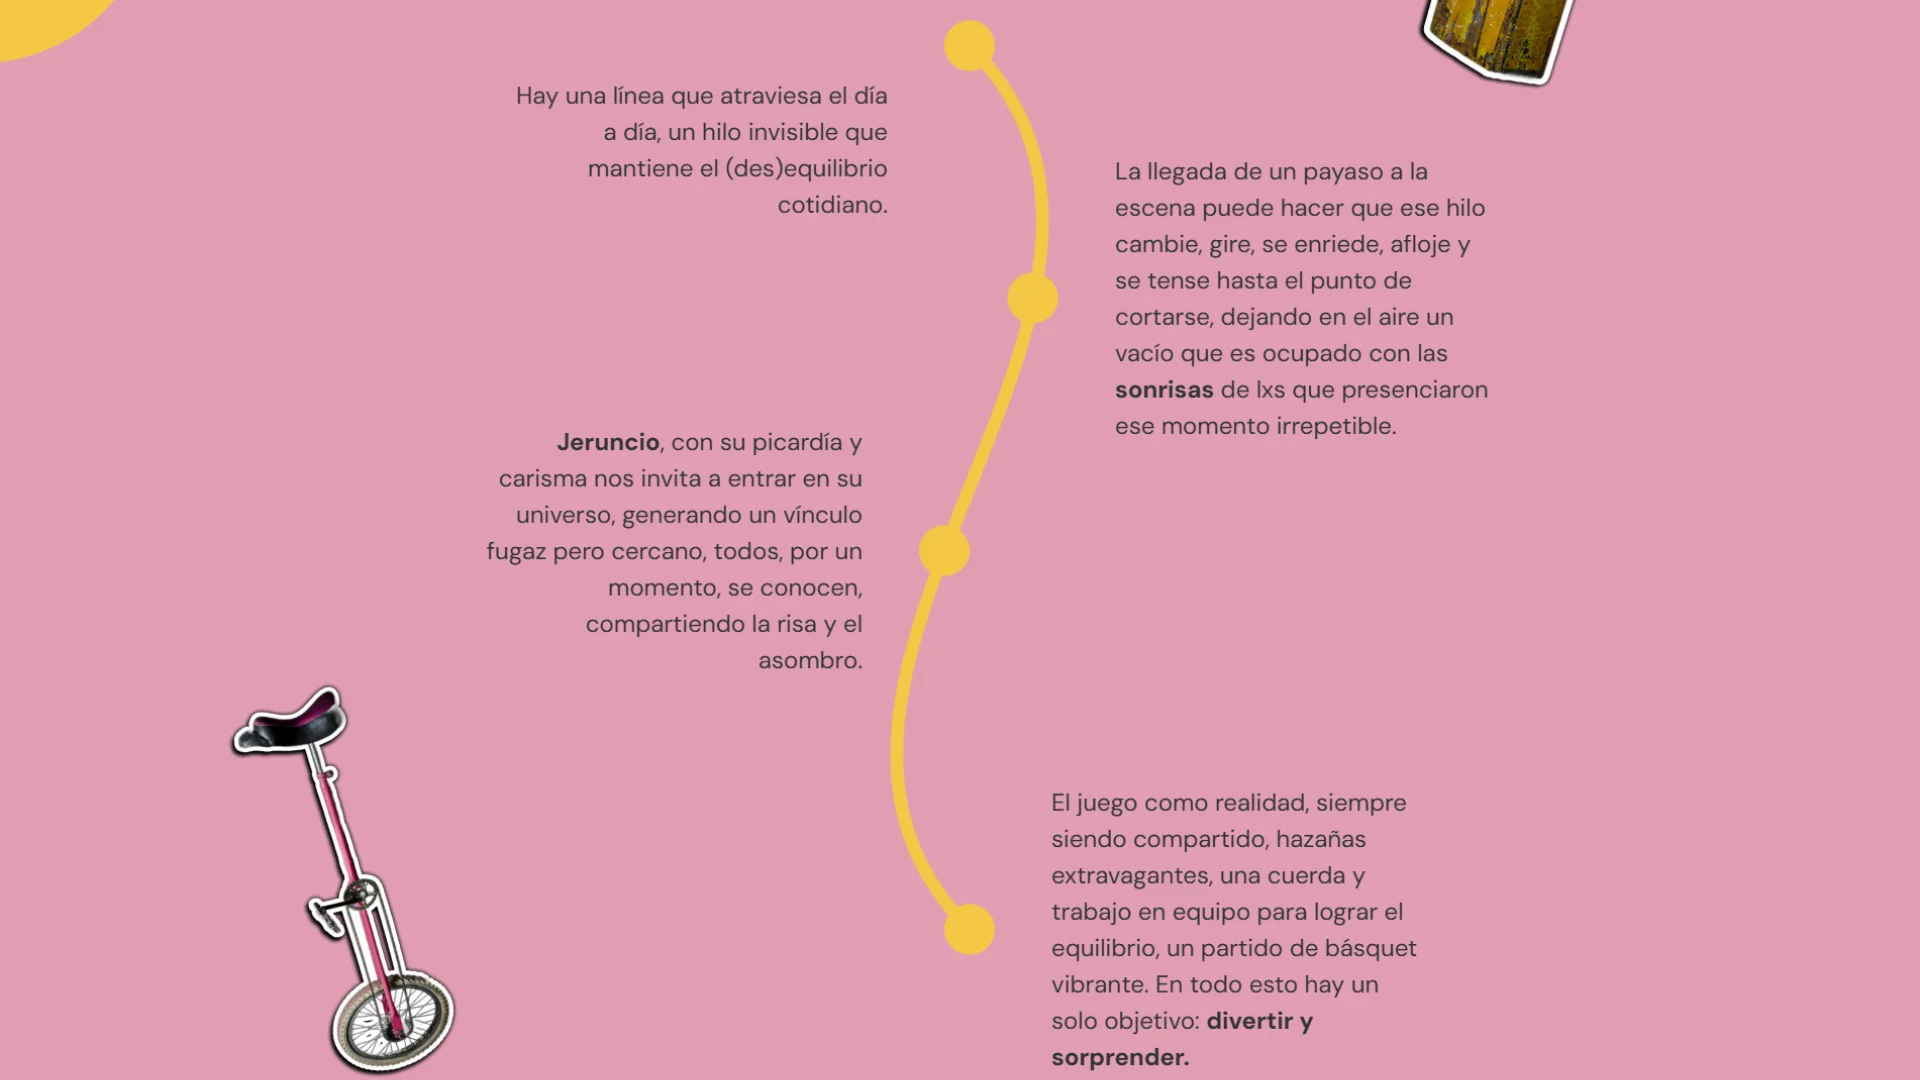 Hay una línea que atraviesa el día
a día, un hilo invisible que
mantiene el (des)equilibrio
cotidiano.
La llegada de un payaso a la
escena puede hacer que ese hilo
cambie, gire, se enriede, afloje y
se tense hasta el punto de
cortarse, dejando en el aire un
vacío que es ocupado con las
sonrisas de lxs que presenciaron
ese momento irrepetible.
Jeruncio, con su picardía y
carisma nos invita a entrar en su
universo, generando un vínculo
fugaz pero cercano, todos, por un
momento, se conocen,
compartiendo la risa y el
asombro.
El juego como realidad, siempre
siendo compartido, hazañas
extravagantes, una cuerda y
trabajo en equipo para lograr el
equilibrio, un partido de básquet
vibrante. En todo esto hay un
solo objetivo: divertir y
sorprender.